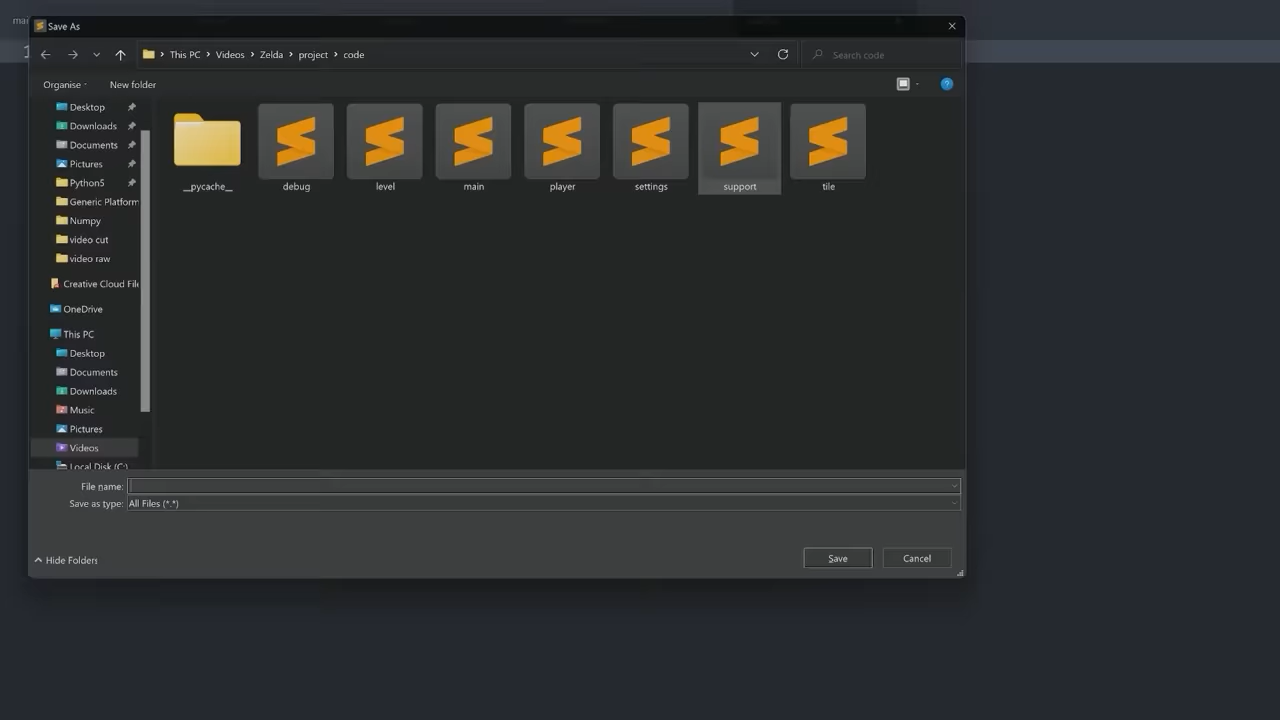 mai
Save As
1
This PC > Videos > Zelda > project > code
Search code
Organise
New folder
Desktop
Downloads
Documents
Pictures
Python5
Generic Platform
Numpy
video cut
video raw
Creative Cloud File
OneDrive
This PC
Desktop
Documents
Downloads
Music
Pictures
Videos
Local Disk (C:)
__pycache__
debug
level
main
player
settings
support
tile
File name:
Save as type: All Files (*.*)
Hide Folders
Save
Cancel